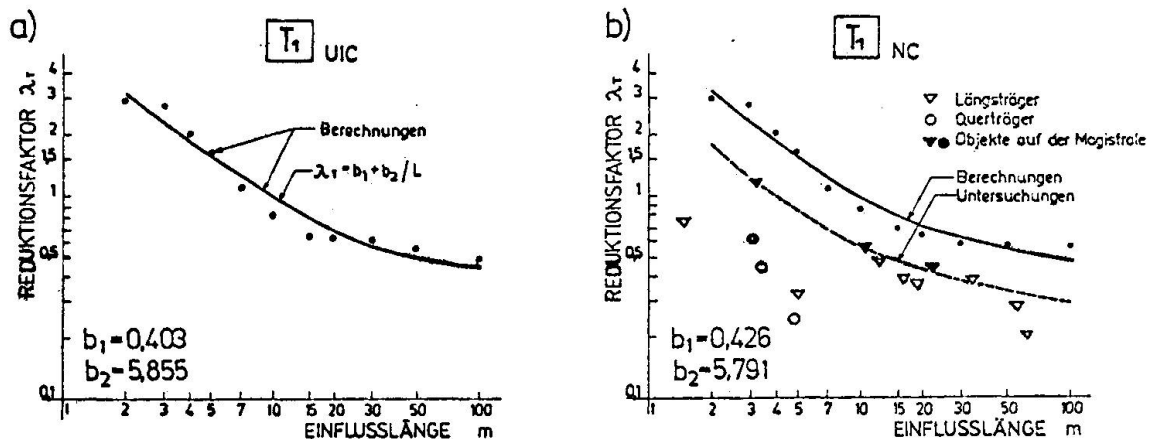 a)
T₁ UIC
REDUKTIONSFAKTOR λT
4
3
2
1,5
1
0,5
0,1
Berechnungen
λT = b₁ + b₂ / L
b₁=0,403
b₂=5,855
1 2 3 4 5 7 10 15 20 30 50 100
EINFLUSSLÄNGE m
b)
T₁ NC
REDUKTIONSFAKTOR λT
4
3
2
1,5
1
0,5
0,1
▽ Längsträger
○ Querträger
▼● Objekte auf der Magistrale
Berechnungen
Untersuchungen
b₁=0,426
b₂=5,791
1 2 3 4 5 7 10 15 20 30 50 100
EINFLUSSLÄNGE m